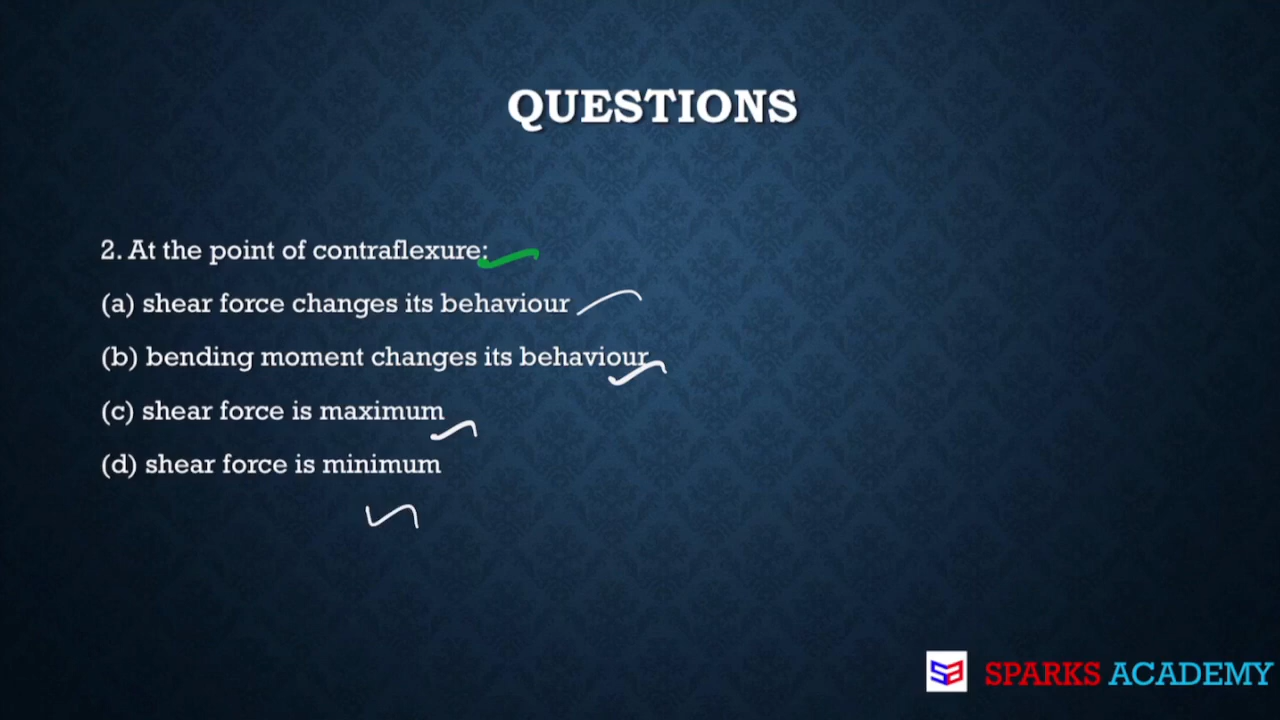 QUESTIONS
2. At the point of contraflexure:
(a) shear force changes its behaviour
(b) bending moment changes its behaviour
(c) shear force is maximum
(d) shear force is minimum
SPARKS ACADEMY